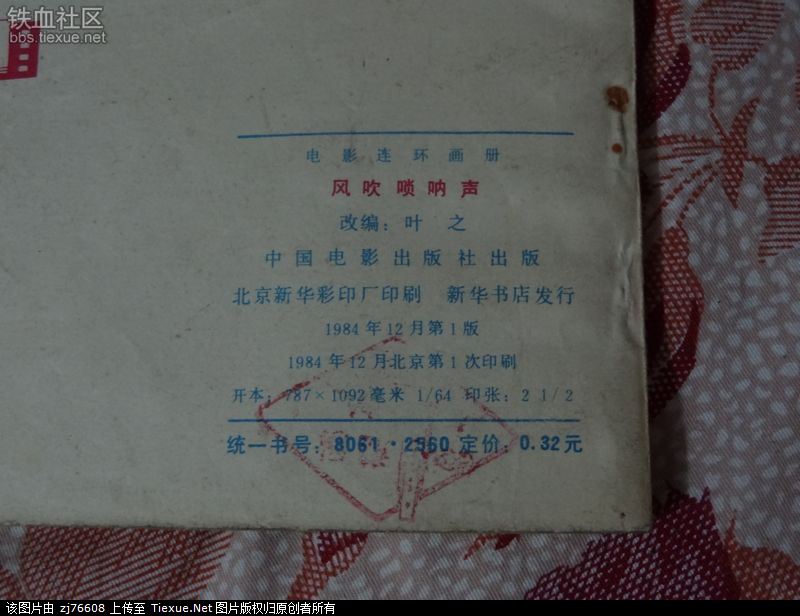 铁血社区
bbs.tiexue.net
电影连环画册
风吹唢呐声
改编：叶之
中国电影出版社出版
北京新华彩印厂印刷 新华书店发行
1984年12月第1版
1984年12月北京第1次印刷
开本：787×1092毫米 1/64 印张：2 1/2
统一书号：8061·2560 定价：0.32元
该图片由 zj76608 上传至 Tiexue.Net 图片版权归原创者所有